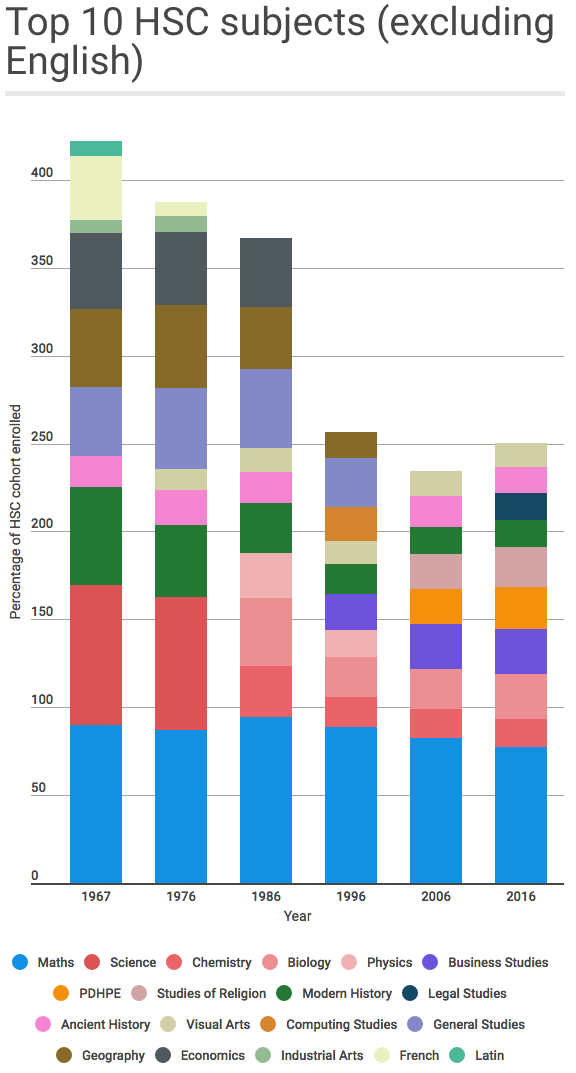 Top 10 HSC subjects (excluding
English)
400
350
300
250
200
150
100
50
0
Percentage of HSC cohort enrolled
1967 1976 1986 1996 2006 2016
Year
Maths Science Chemistry Biology Physics Business Studies
PDHPE Studies of Religion Modern History Legal Studies
Ancient History Visual Arts Computing Studies General Studies
Geography Economics Industrial Arts French Latin